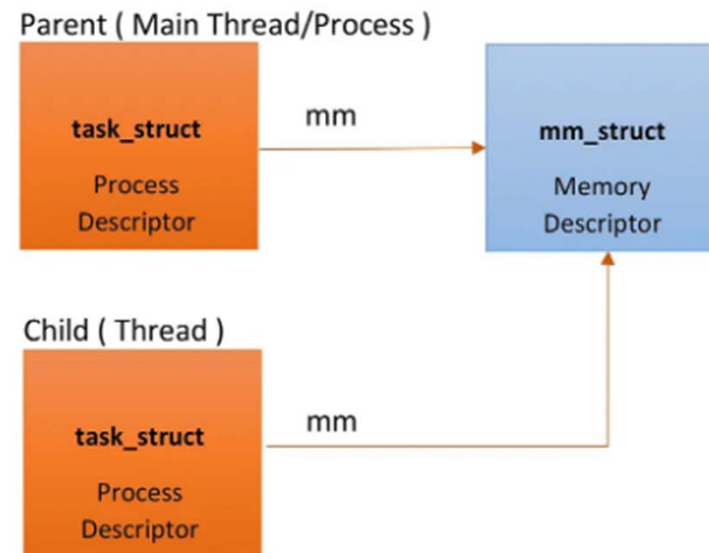 Parent ( Main Thread/Process )
task_struct
Process
Descriptor
mm
mm_struct
Memory
Descriptor
Child ( Thread )
task_struct
Process
Descriptor
mm